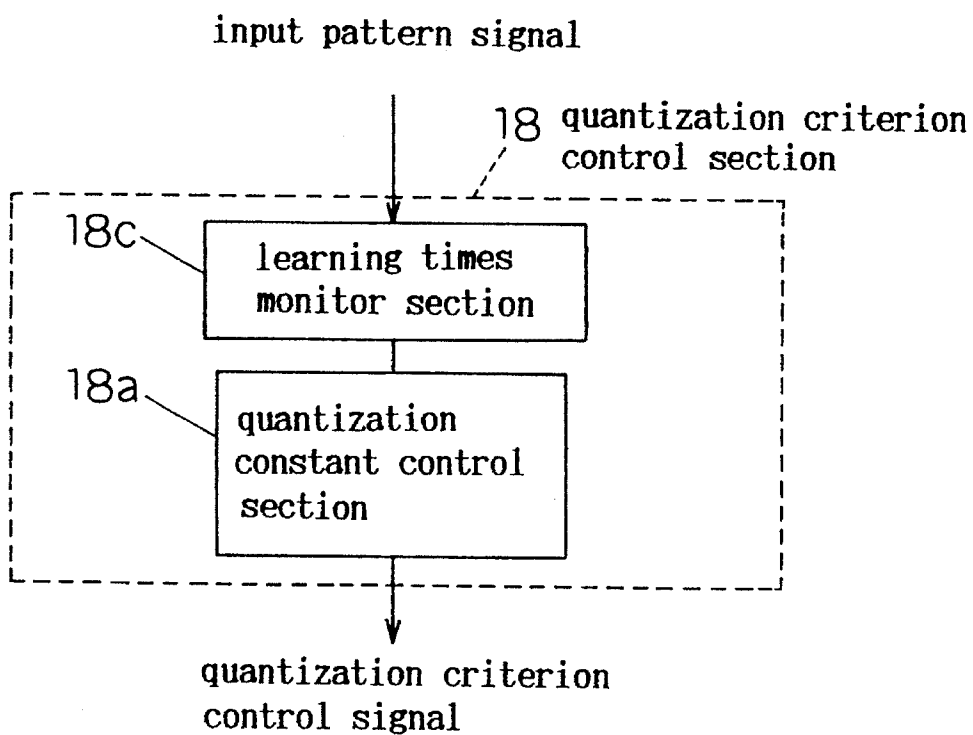 input pattern signal
18 quantization criterion
control section
18c
learning times
monitor section
18a
quantization
constant control
section
quantization criterion
control signal